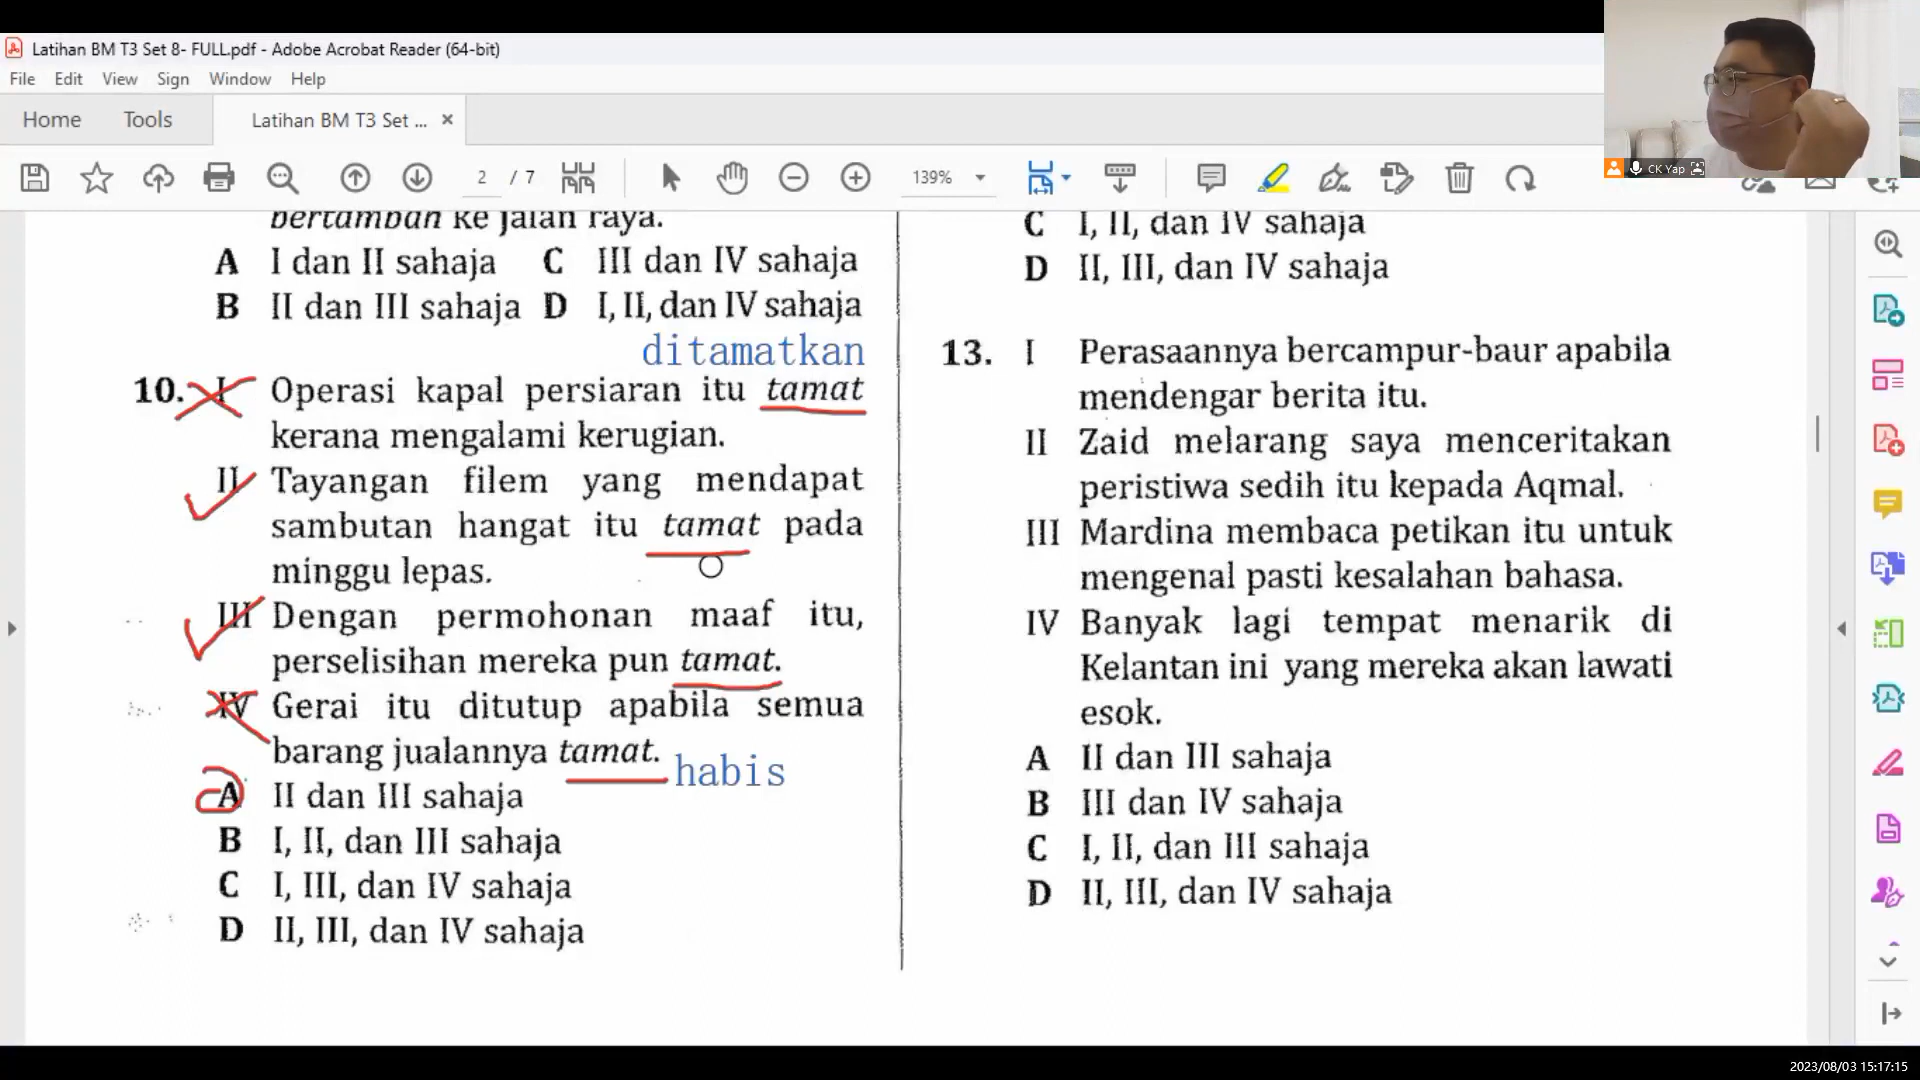 Latihan BM T3 Set 8- FULL.pdf - Adobe Acrobat Reader (64-bit)
File Edit View Sign Window Help
Home Tools Latihan BM T3 Set ... ×
2 / 7 139%
CK Yap
bertambah ke jalan raya.
A I dan II sahaja C III dan IV sahaja
B II dan III sahaja D I, II, dan IV sahaja
ditamatkan
10. I Operasi kapal persiaran itu tamat
kerana mengalami kerugian.
II Tayangan filem yang mendapat
sambutan hangat itu tamat pada
minggu lepas.
III Dengan permohonan maaf itu,
perselisihan mereka pun tamat.
IV Gerai itu ditutup apabila semua
barang jualannya tamat.
habis
A II dan III sahaja
B I, II, dan III sahaja
C I, III, dan IV sahaja
D II, III, dan IV sahaja
C I, II, dan IV sahaja
D II, III, dan IV sahaja
13. I Perasaannya bercampur-baur apabila
mendengar berita itu.
II Zaid melarang saya menceritakan
peristiwa sedih itu kepada Aqmal.
III Mardina membaca petikan itu untuk
mengenal pasti kesalahan bahasa.
IV Banyak lagi tempat menarik di
Kelantan ini yang mereka akan lawati
esok.
A II dan III sahaja
B III dan IV sahaja
C I, II, dan III sahaja
D II, III, dan IV sahaja
2023/08/03 15:17:15